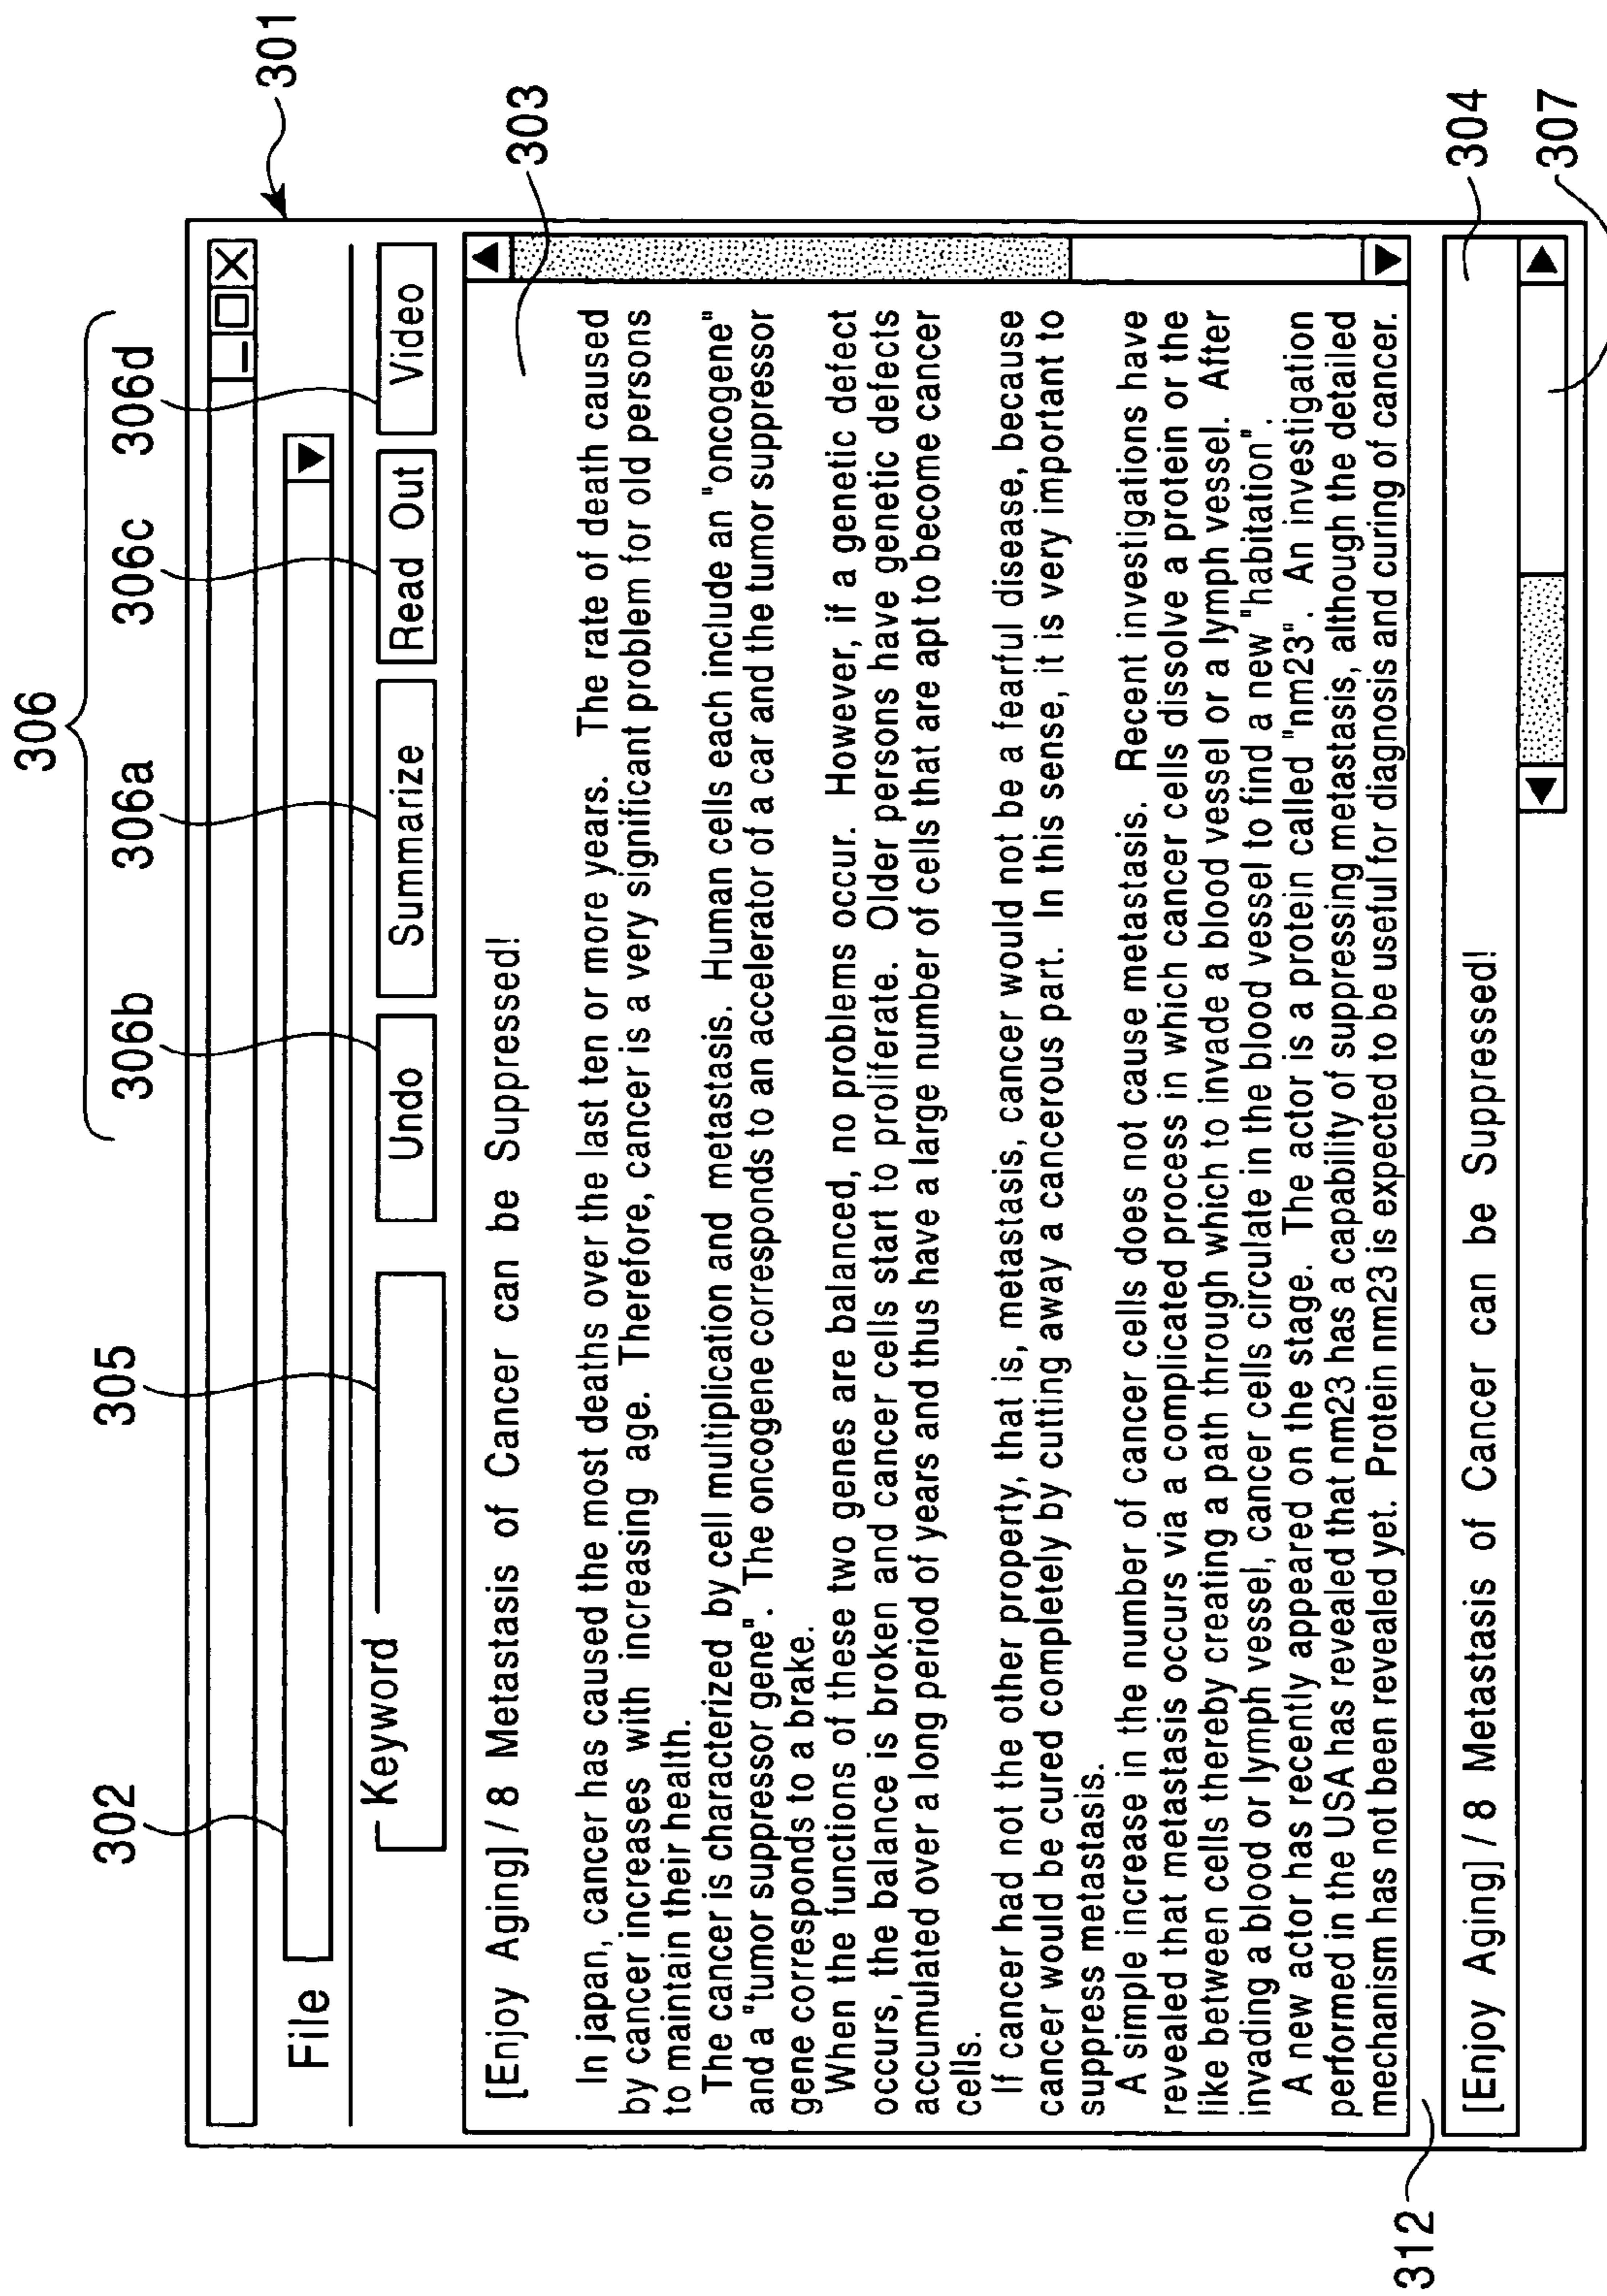 306
306b 306a 306c 306d
302 305
301
File
Keyword
Undo Summarize Read Out Video
303
[Enjoy Aging] / 8 Metastasis of Cancer can be Suppressed!
In japan, cancer has caused the most deaths over the last ten or more years. The rate of death caused
by cancer increases with increasing age. Therefore, cancer is a very significant problem for old persons
to maintain their health.
The cancer is characterized by cell multiplication and metastasis. Human cells each include an "oncogene"
and a "tumor suppressor gene". The oncogene corresponds to an accelerator of a car and the tumor suppressor
gene corresponds to a brake.
When the functions of these two genes are balanced, no problems occur. However, if a genetic defect
occurs, the balance is broken and cancer cells start to proliferate. Older persons have genetic defects
accumulated over a long period of years and thus have a large number of cells that are apt to become cancer
cells.
If cancer had not the other property, that is, metastasis, cancer would not be a fearful disease, because
cancer would be cured completely by cutting away a cancerous part. In this sense, it is very important to
suppress metastasis.
A simple increase in the number of cancer cells does not cause metastasis. Recent investigations have
revealed that metastasis occurs via a complicated process in which cancer cells dissolve a protein or the
like between cells thereby creating a path through which to invade a blood vessel or a lymph vessel. After
invading a blood or lymph vessel, cancer cells circulate in the blood vessel to find a new "habitation".
A new actor has recently appeared on the stage. The actor is a protein called "nm23". An investigation
performed in the USA has revealed that nm23 has a capability of suppressing metastasis, although the detailed
mechanism has not been revealed yet. Protein nm23 is expected to be useful for diagnosis and curing of cancer.
312
[Enjoy Aging] / 8 Metastasis of Cancer can be Suppressed!
304
307